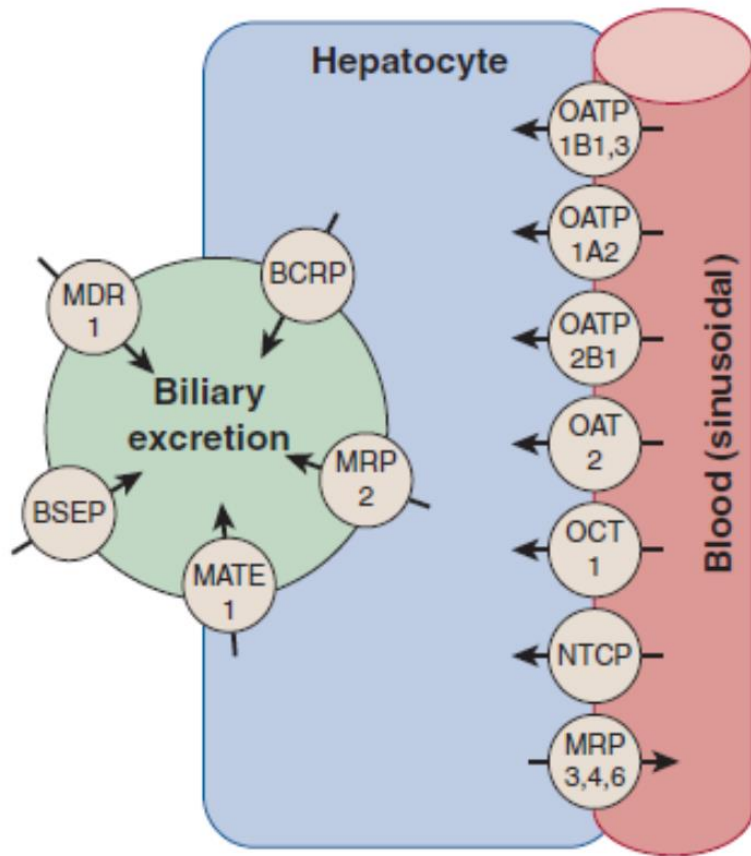 Hepatocyte
OATP
1B1,3
OATP
1A2
OATP
2B1
OAT
2
OCT
1
NTCP
MRP
3,4,6
Blood (sinusoidal)
MDR
1
BCRP
Biliary
excretion
MRP
2
BSEP
MATE
1